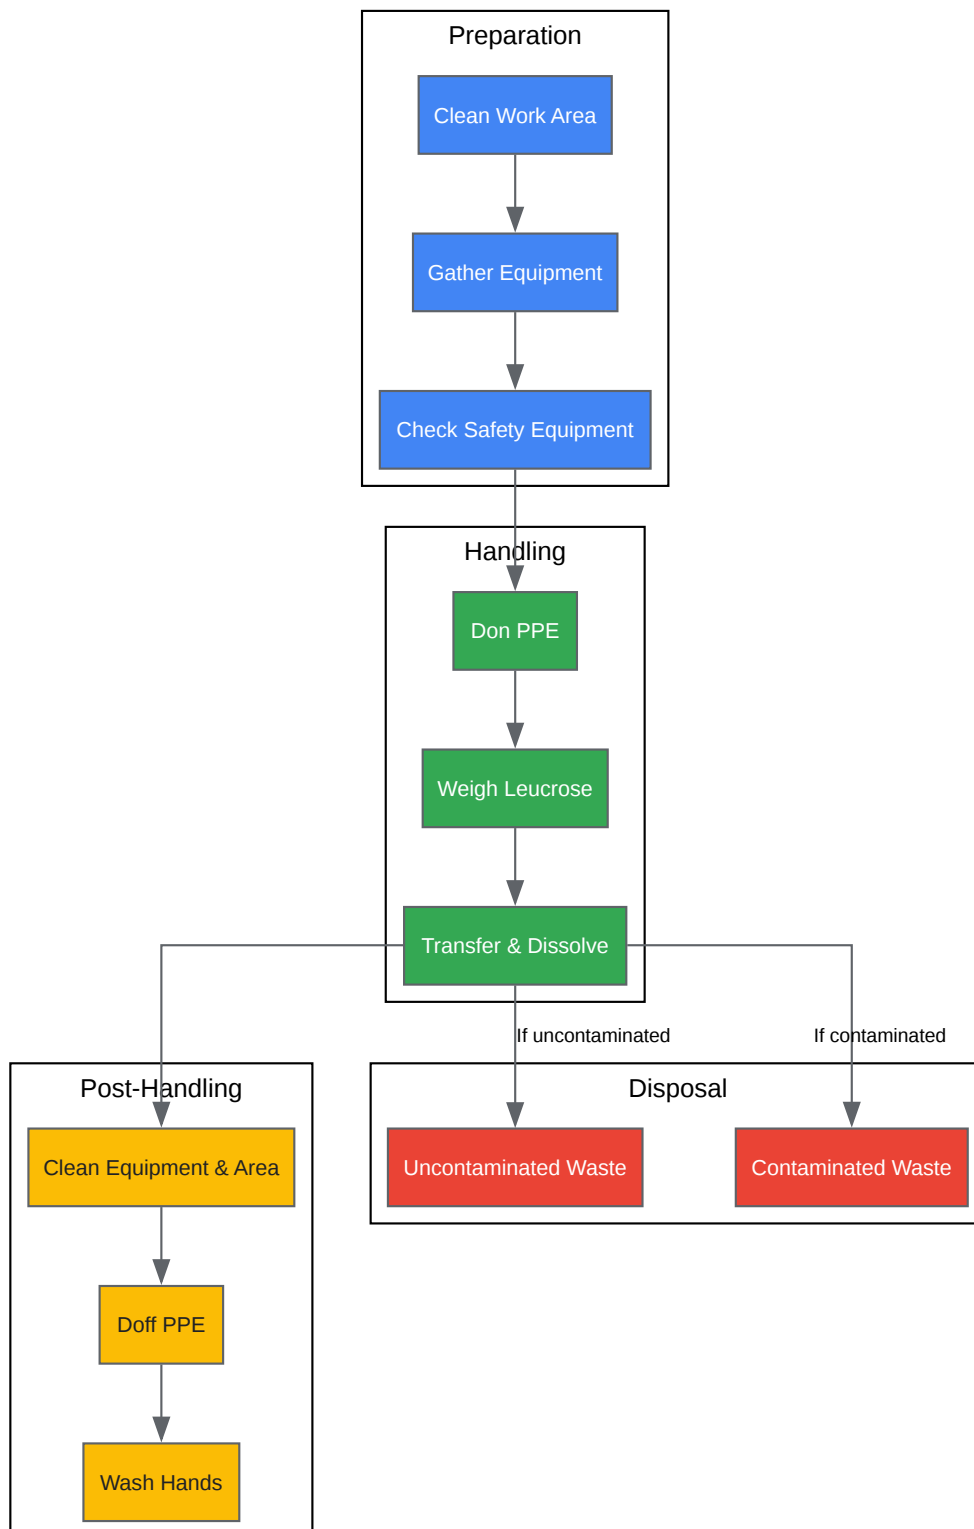 Preparation
Clean Work Area
Gather Equipment
Check Safety Equipment
Handling
Don PPE
Weigh Leucrose
Transfer & Dissolve
If uncontaminated
If contaminated
Post-Handling
Disposal
Clean Equipment & Area
Uncontaminated Waste
Contaminated Waste
Doff PPE
Wash Hands